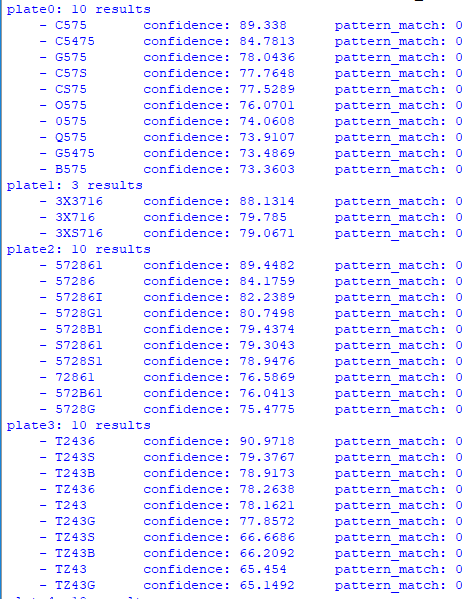 plate0: 10 results
- C575 confidence: 89.338 pattern_match: 0
- C5475 confidence: 84.7813 pattern_match: 0
- G575 confidence: 78.0436 pattern_match: 0
- C57S confidence: 77.7648 pattern_match: 0
- CS75 confidence: 77.5289 pattern_match: 0
- O575 confidence: 76.0701 pattern_match: 0
- 0575 confidence: 74.0608 pattern_match: 0
- Q575 confidence: 73.9107 pattern_match: 0
- G5475 confidence: 73.4869 pattern_match: 0
- B575 confidence: 73.3603 pattern_match: 0
plate1: 3 results
- 3X3716 confidence: 88.1314 pattern_match: 0
- 3X716 confidence: 79.785 pattern_match: 0
- 3XS716 confidence: 79.0671 pattern_match: 0
plate2: 10 results
- 572861 confidence: 89.4482 pattern_match: 0
- 57286 confidence: 84.1759 pattern_match: 0
- 57286I confidence: 82.2389 pattern_match: 0
- 5728G1 confidence: 80.7498 pattern_match: 0
- 5728B1 confidence: 79.4374 pattern_match: 0
- S72861 confidence: 79.3043 pattern_match: 0
- 5728S1 confidence: 78.9476 pattern_match: 0
- 72861 confidence: 76.5869 pattern_match: 0
- 572B61 confidence: 76.0413 pattern_match: 0
- 5728G confidence: 75.4775 pattern_match: 0
plate3: 10 results
- T2436 confidence: 90.9718 pattern_match: 0
- T243S confidence: 79.3767 pattern_match: 0
- T243B confidence: 78.9173 pattern_match: 0
- TZ436 confidence: 78.2638 pattern_match: 0
- T243 confidence: 78.1621 pattern_match: 0
- T243G confidence: 77.8572 pattern_match: 0
- TZ43S confidence: 66.6686 pattern_match: 0
- TZ43B confidence: 66.2092 pattern_match: 0
- TZ43 confidence: 65.454 pattern_match: 0
- TZ43G confidence: 65.1492 pattern_match: 0